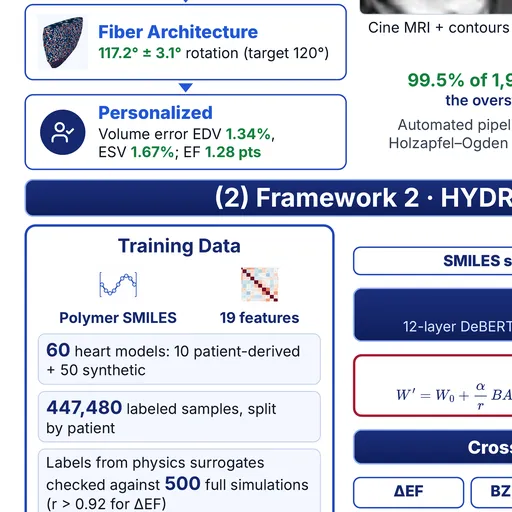 Fiber Architecture
117.2° ± 3.1° rotation (target 120°)
Personalized
Volume error EDV 1.34%,
ESV 1.67%; EF 1.28 pts
Cine MRI + contours
99.5% of 1,9
the overs
Automated pipel
Holzapfel–Ogden
(2) Framework 2 · HYDR
Training Data
Polymer SMILES
19 features
60 heart models: 10 patient-derived
+ 50 synthetic
447,480 labeled samples, split
by patient
Labels from physics surrogates
checked against 500 full simulations
(r > 0.92 for ΔEF)
SMILES s
12-layer DeBERT
W′ = W₀ + α/r BA
Cross
ΔEF
BZ